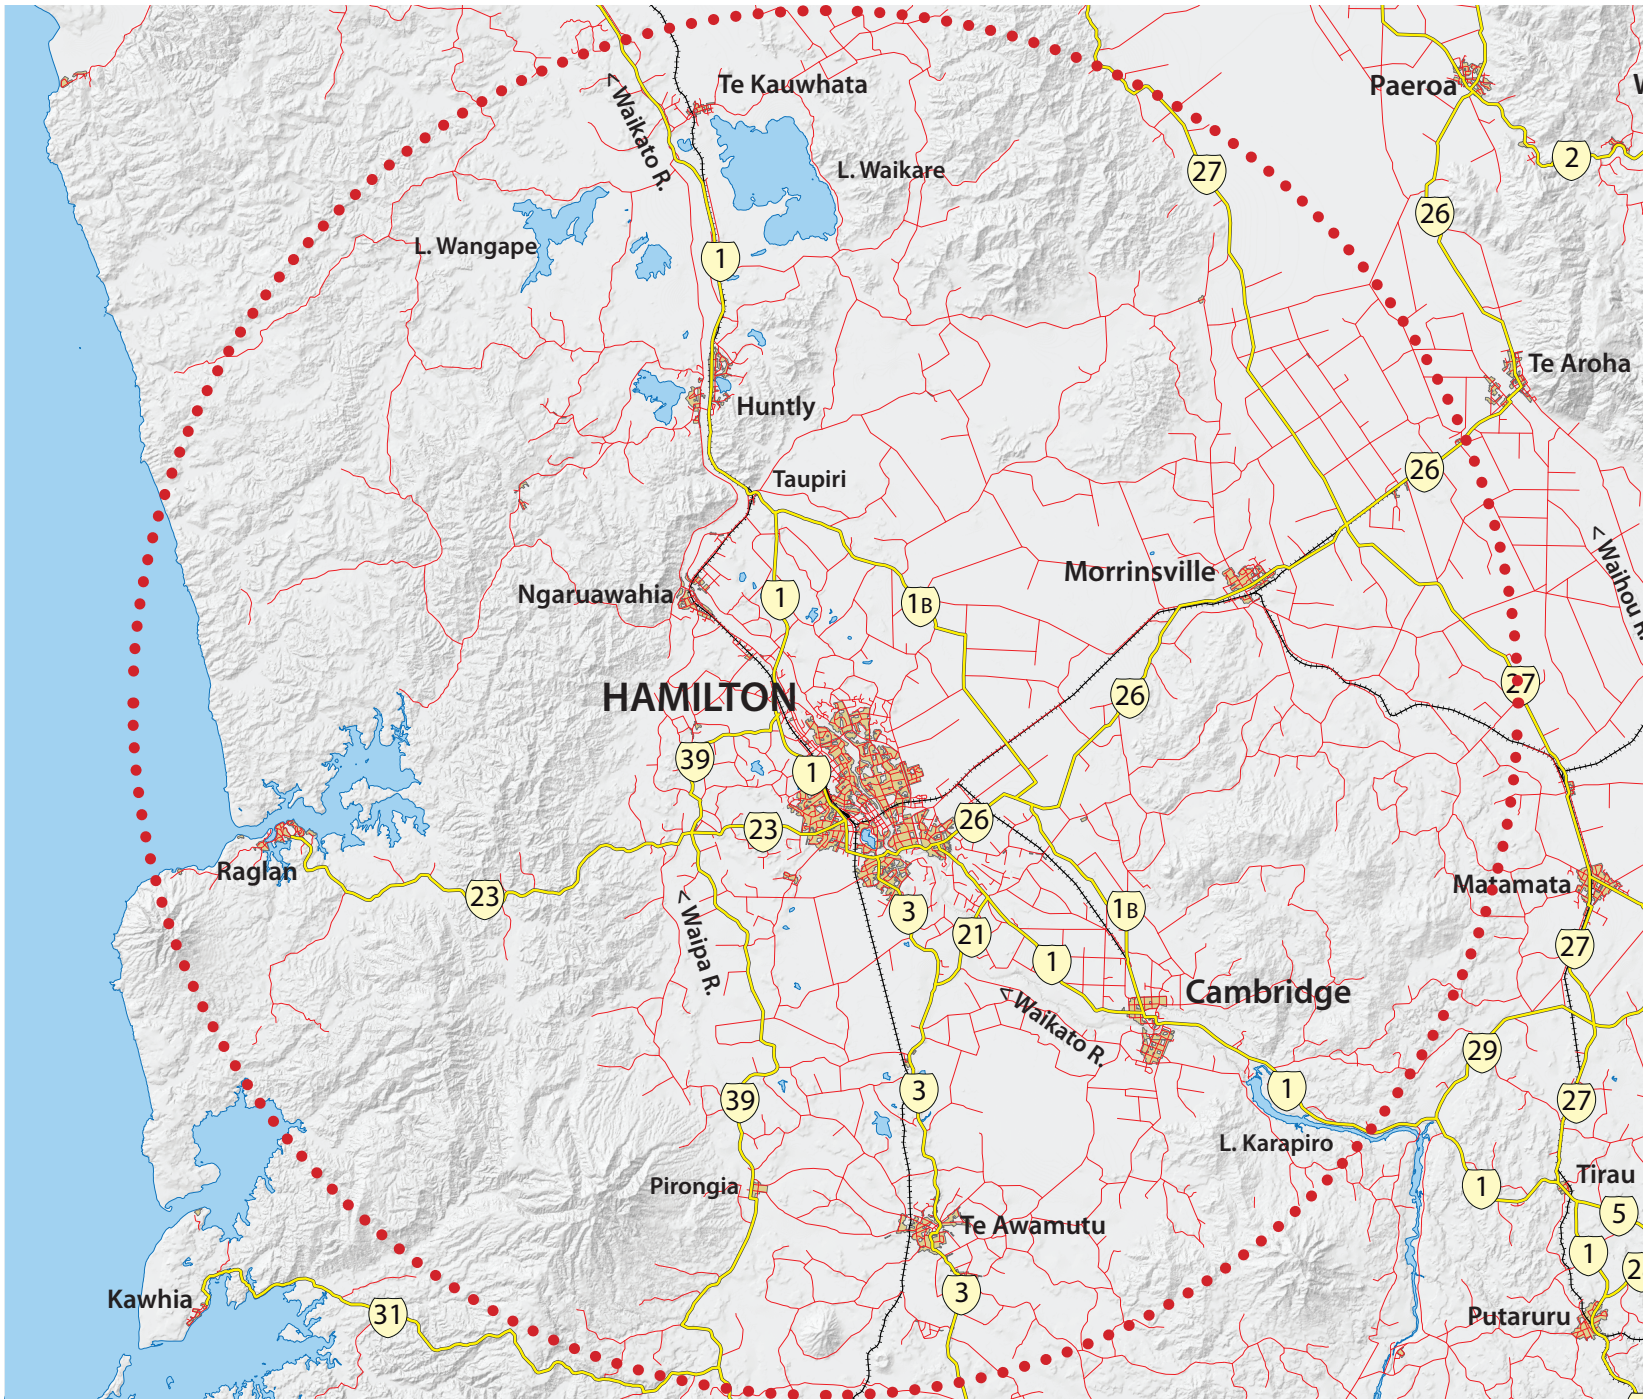 Te Kauwhata
Paeroa
W
< Waikato R.
L. Waikare
2
27
26
L. Wangape
1
Te Aroha
Huntly
26
Taupiri
< Waihou R.
Morrinsville
Ngaruawahia
1
1B
27
26
HAMILTON
39
1
23
26
Raglan
Matamata
23
3
1B
21
27
< Waipa R.
1
Cambridge
< Waikato R.
29
39
3
1
27
L. Karapiro
Tirau
Pirongia
1
5
Te Awamutu
1
2
Kawhia
3
31
Putaruru